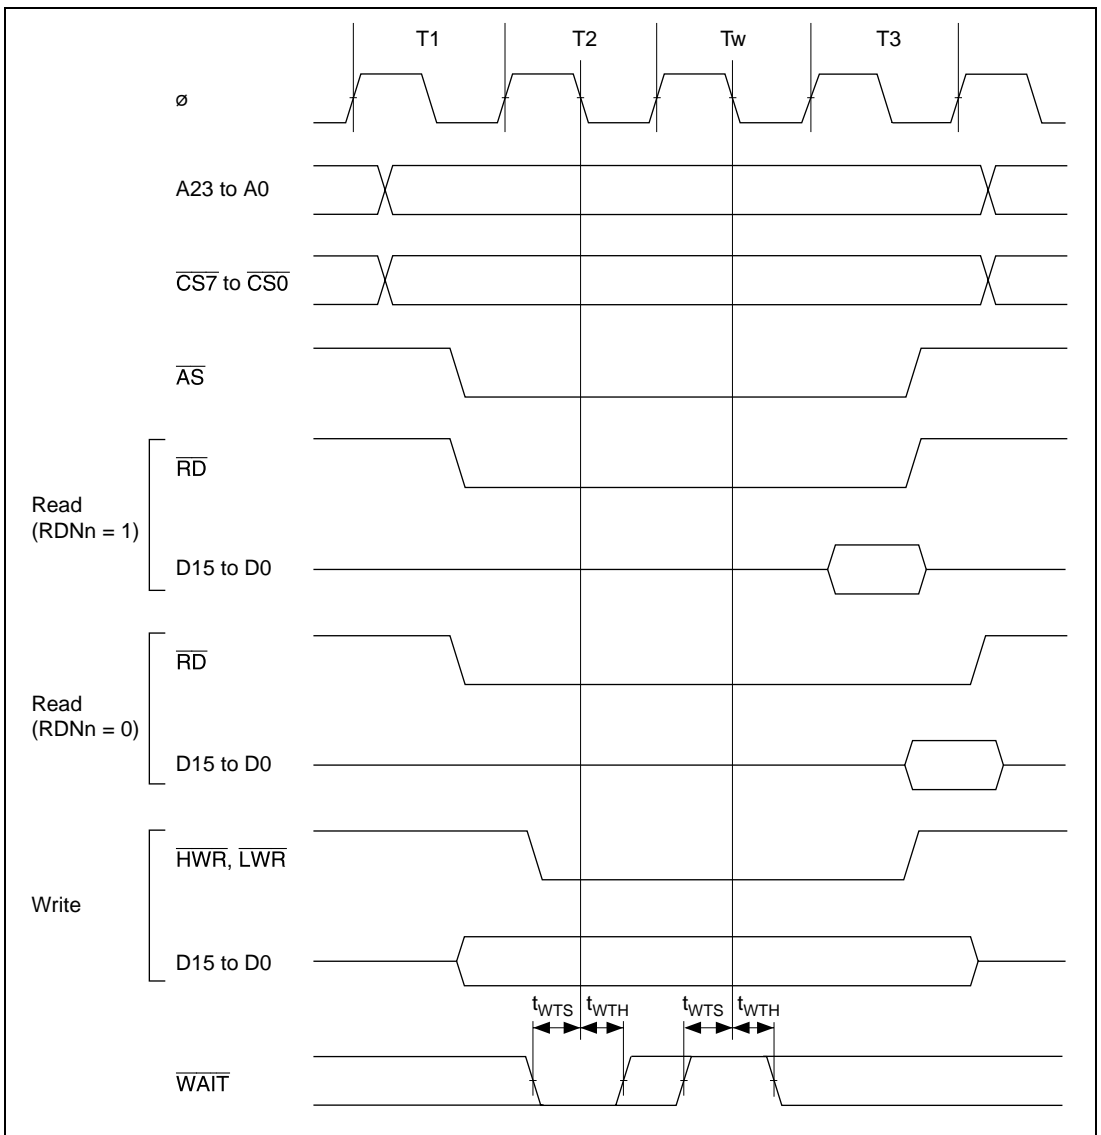 T1 T2 Tw T3
ø
A23 to A0
CS7 to CS0
AS
RD
Read
(RDNn = 1)
D15 to D0
RD
Read
(RDNn = 0)
D15 to D0
HWR, LWR
Write
D15 to D0
tWTS tWTH tWTS tWTH
WAIT